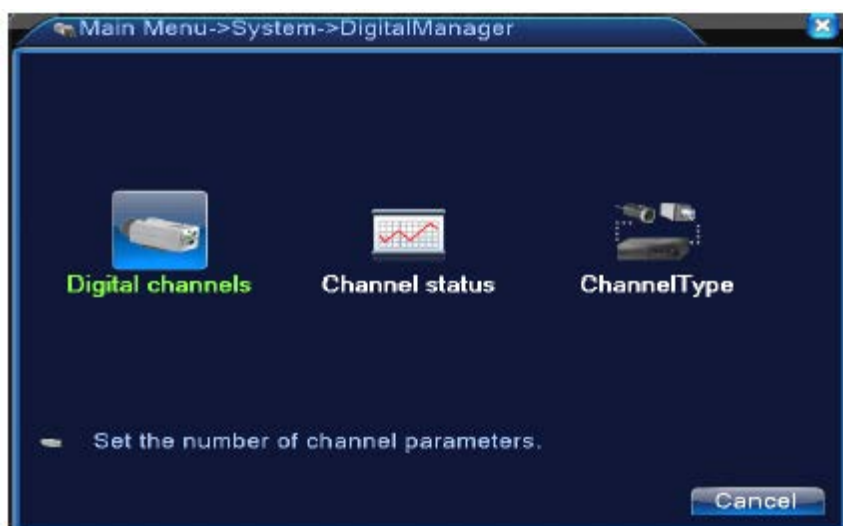 Main Menu->System->DigitalManager
Digital channels
Channel status
ChannelType
Set the number of channel parameters.
Cancel